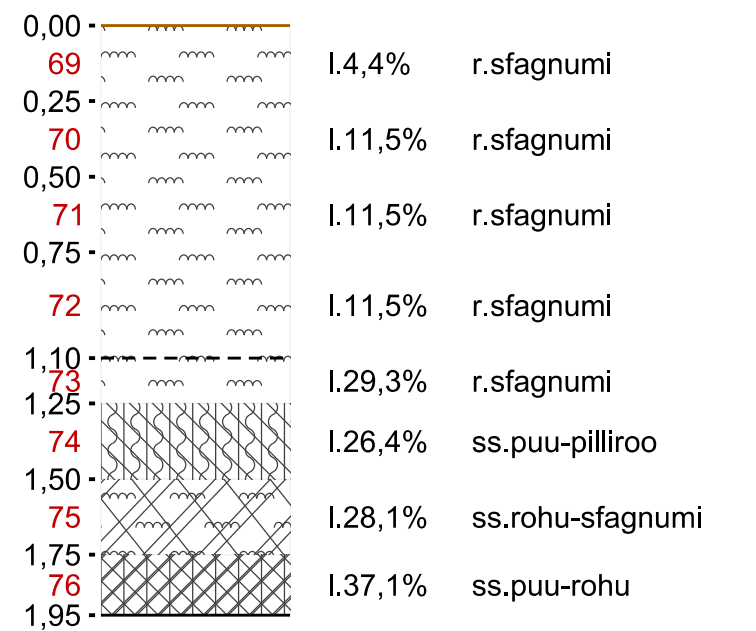 0,00
69 l.4,4% r.sfagnumi
0,25
70 l.11,5% r.sfagnumi
0,50
71 l.11,5% r.sfagnumi
0,75
72 l.11,5% r.sfagnumi
1,10
73 l.29,3% r.sfagnumi
1,25
74 l.26,4% ss.puu-pilliroo
1,50
75 l.28,1% ss.rohu-sfagnumi
1,75
76 l.37,1% ss.puu-rohu
1,95